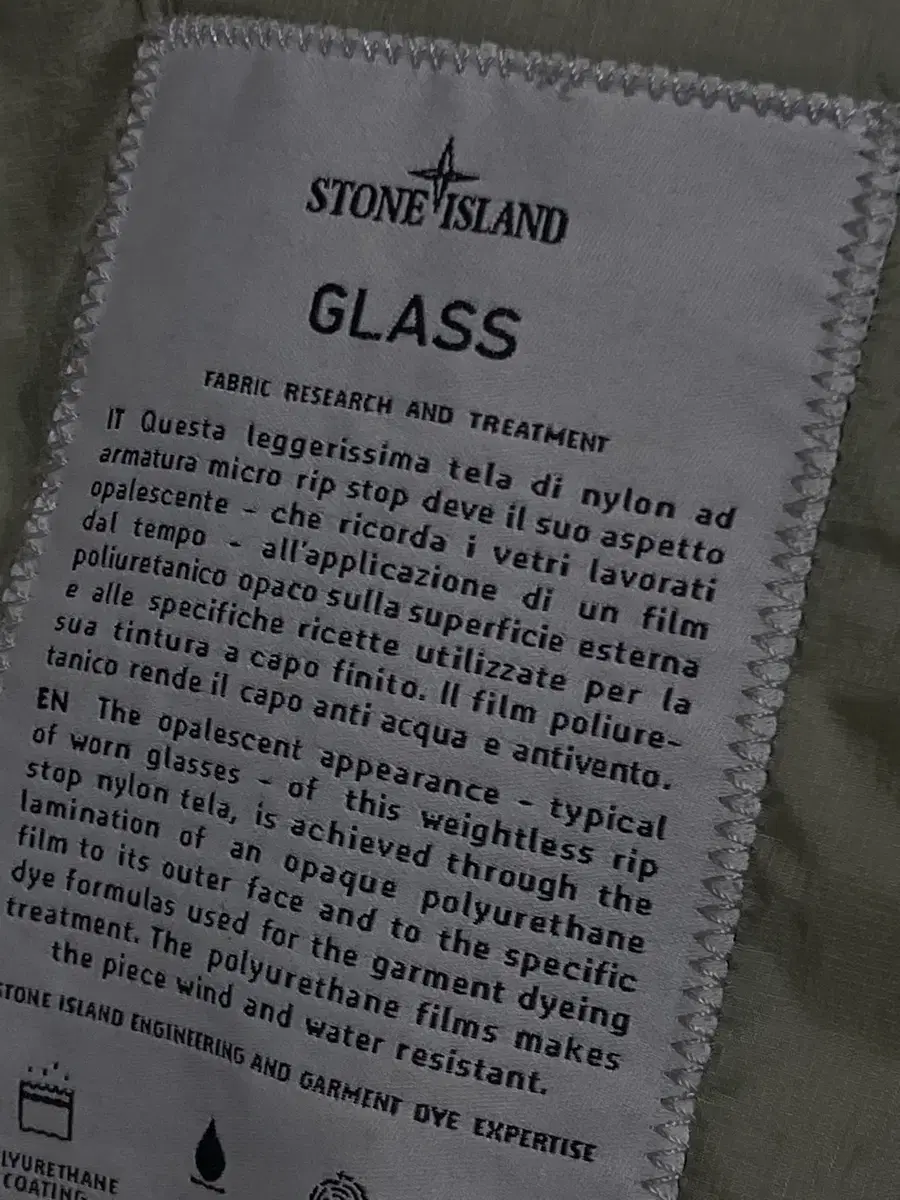 STONE ISLAND
GLASS
FABRIC RESEARCH AND TREATMENT
IT Questa leggerissima tela di nylon ad
armatura micro rip stop deve il suo aspetto
opalescente - che ricorda i vetri lavorati
dal tempo - all'applicazione di un film
poliuretanico opaco sulla superficie esterna
e alle specifiche ricette utilizzate per la
sua tintura a capo finito. Il film poliure-
tanico rende il capo anti acqua e antivento.
EN The opalescent appearance - typical
of worn glasses - of this weightless rip
stop nylon tela, is achieved through the
lamination of an opaque polyurethane
film to its outer face and to the specific
dye formulas used for the garment dyeing
treatment. The polyurethane films makes
the piece wind and water resistant.
STONE ISLAND ENGINEERING AND GARMENT DYE EXPERTISE
LYURETHANE
COATING